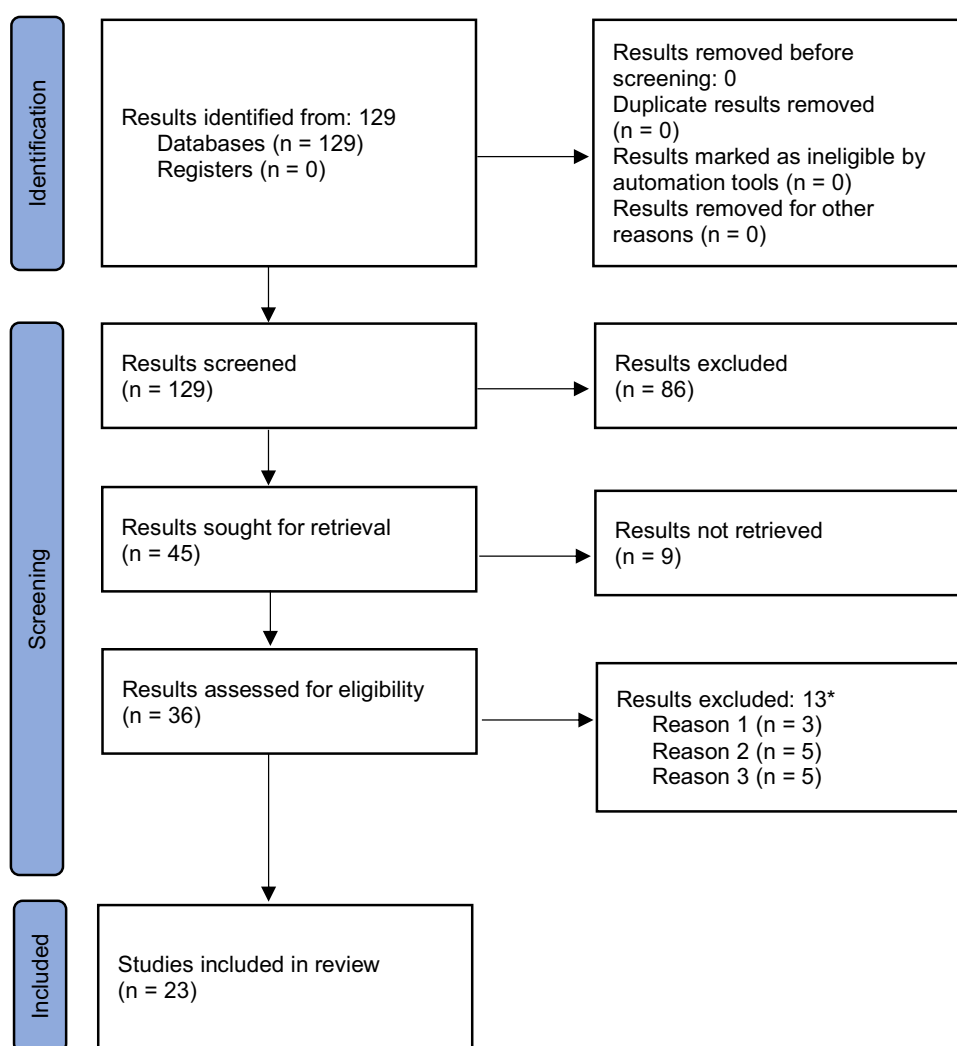 Identification
Results identified from: 129
Databases (n = 129)
Registers (n = 0)
Results removed before
screening: 0
Duplicate results removed
(n = 0)
Results marked as ineligible by
automation tools (n = 0)
Results removed for other
reasons (n = 0)
Screening
Results screened
(n = 129)
Results excluded
(n = 86)
Results sought for retrieval
(n = 45)
Results not retrieved
(n = 9)
Results assessed for eligibility
(n = 36)
Results excluded: 13*
Reason 1 (n = 3)
Reason 2 (n = 5)
Reason 3 (n = 5)
Included
Studies included in review
(n = 23)